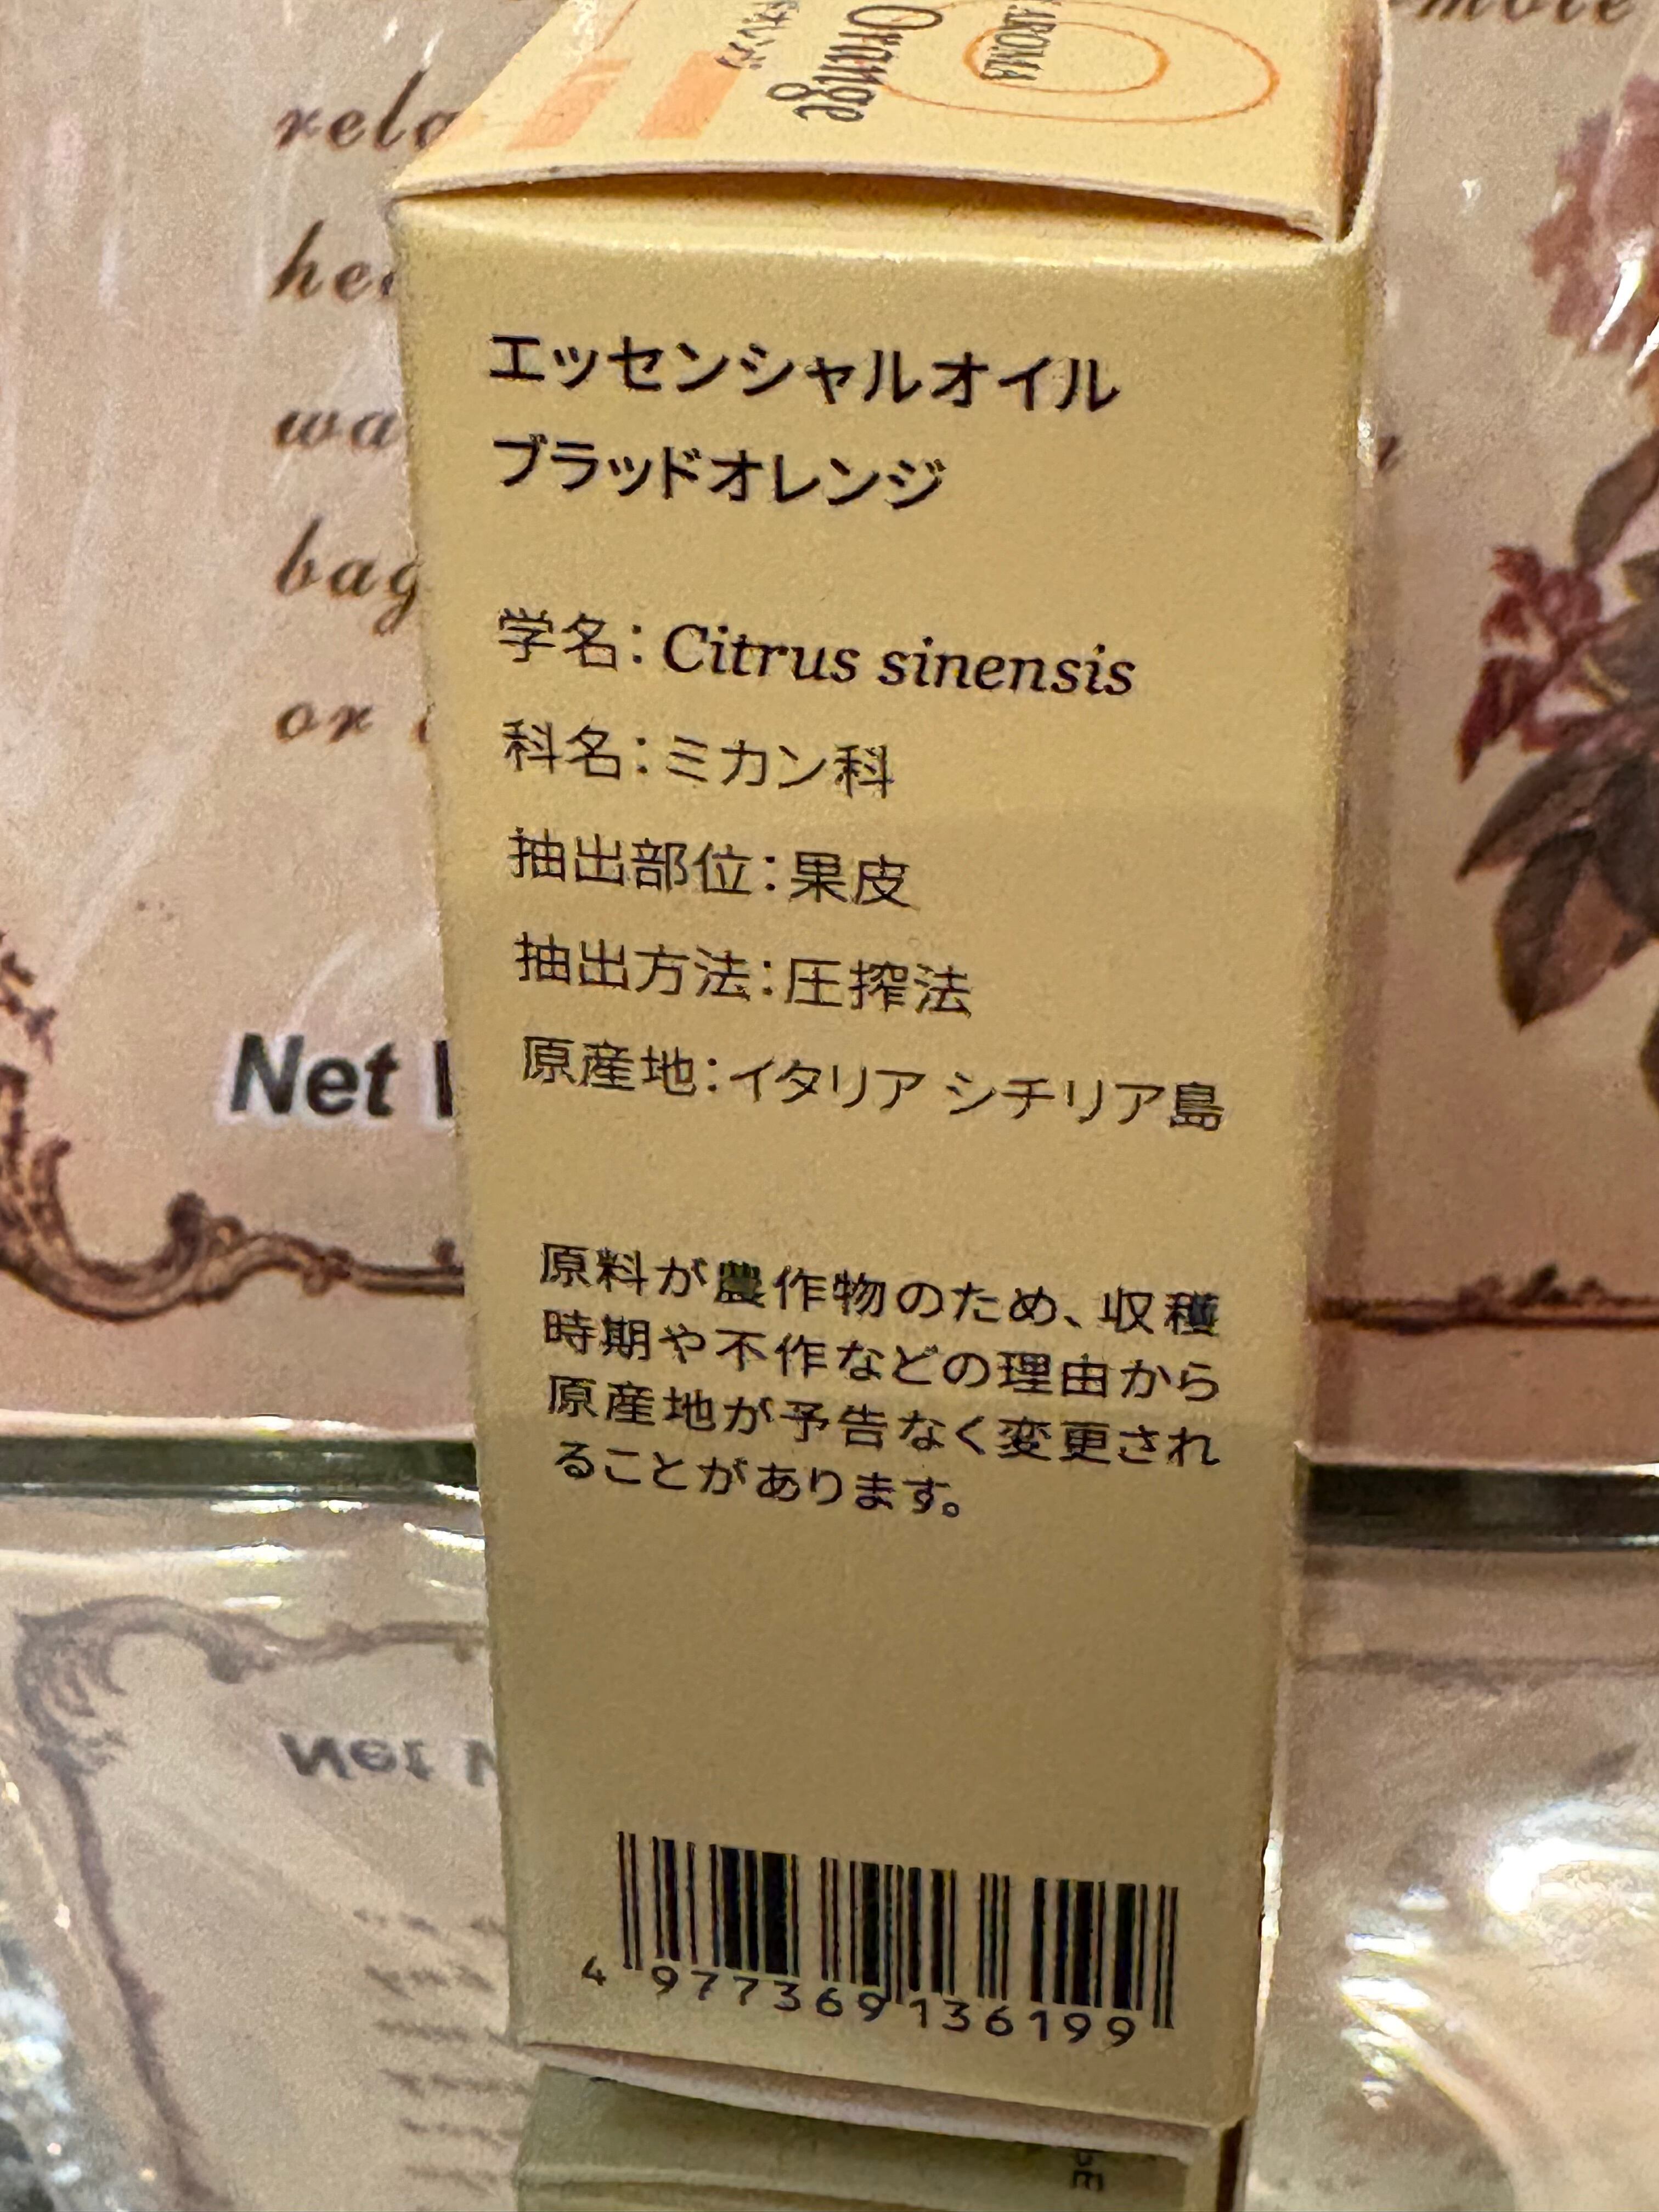 Orange
AROMA
エッセンシャルオイル
ブラッドオレンジ
学名：Citrus sinensis
科名：ミカン科
抽出部位：果皮
抽出方法：圧搾法
原産地：イタリア シチリア島
原料が農作物のため、収穫
時期や不作などの理由から
原産地が予告なく変更され
ることがあります。
4 977369 136199
Net